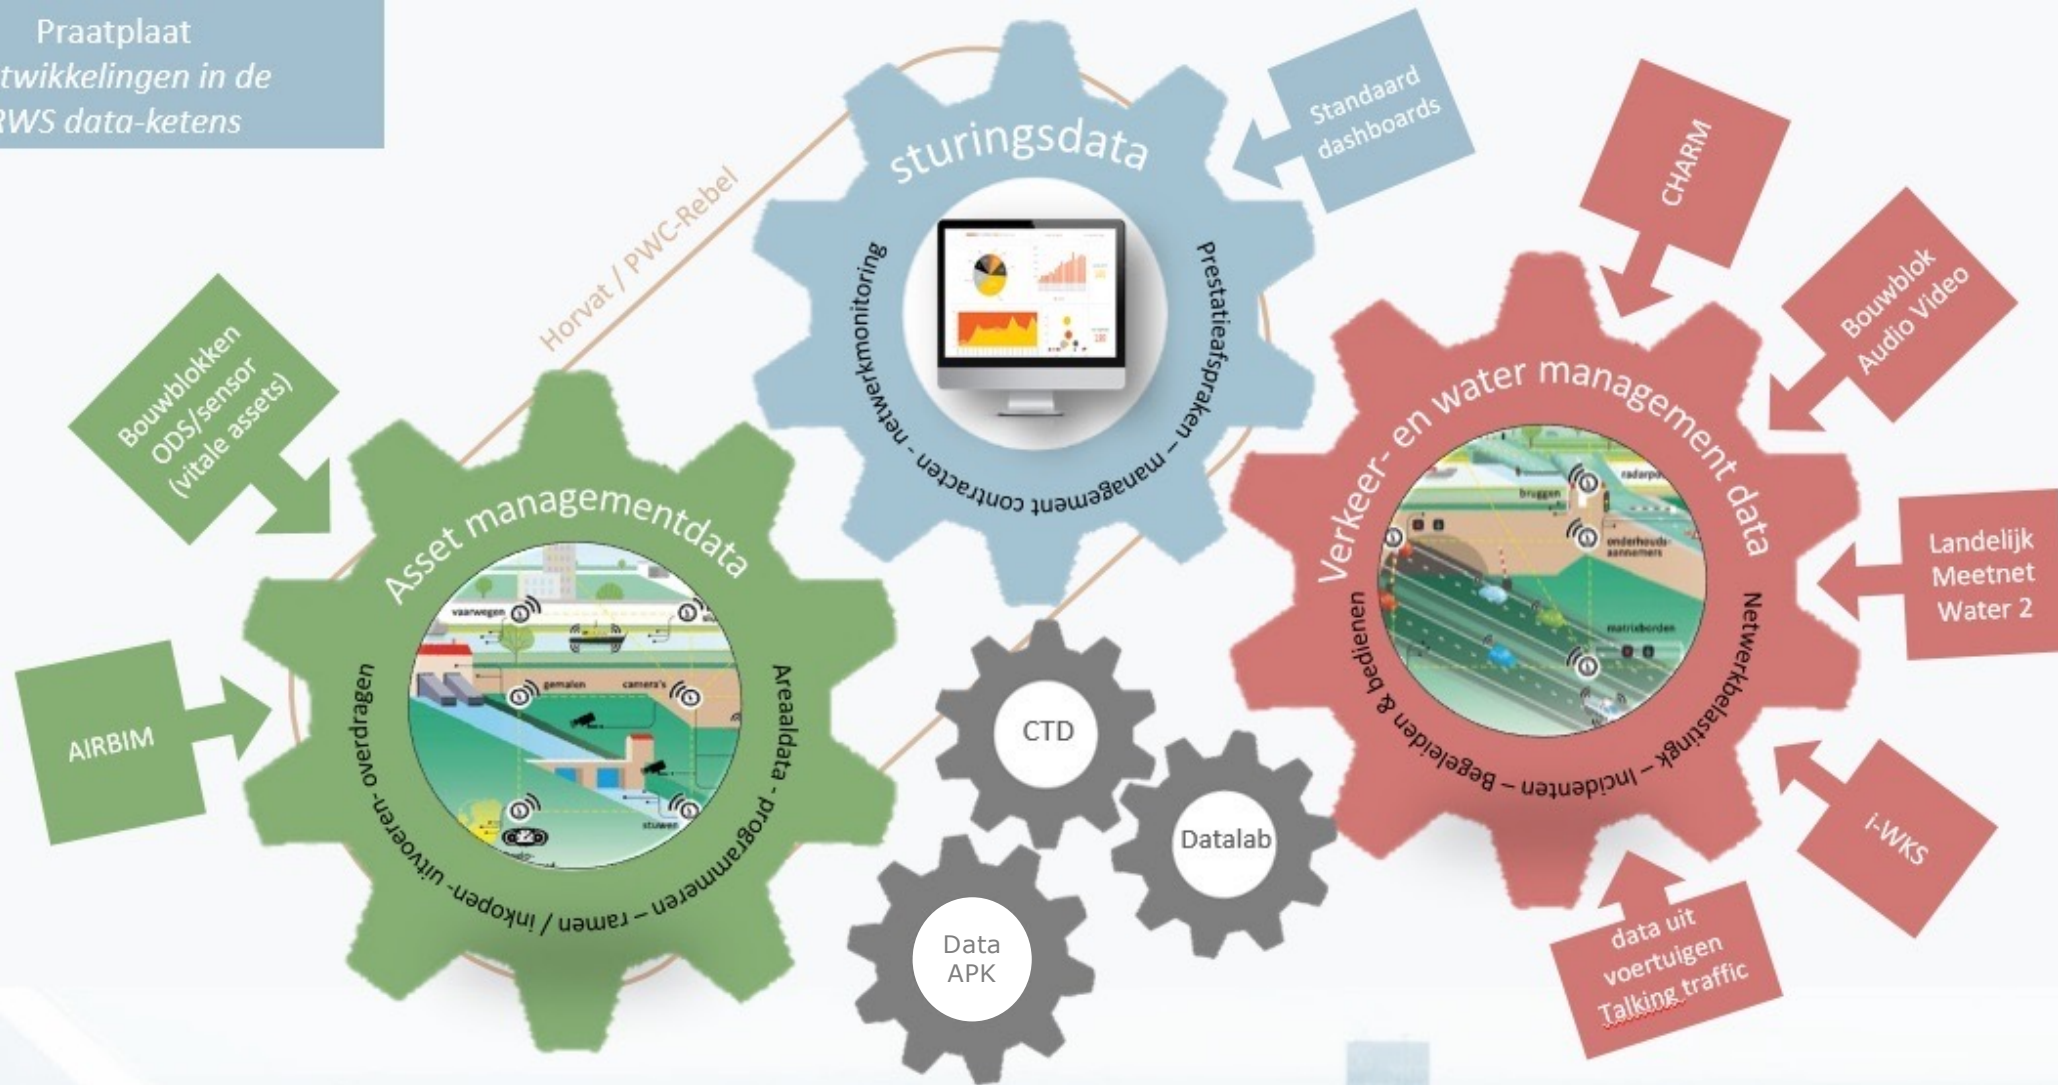 Praatplaat
twikkelingen in de
RWS data-ketens
Horvat / PWC-Rebel
sturingsdata
netwerkmonitoring
Prestatieafspraken – management contracten - netwerkmonitoring
Standaard
dashboards
CHARM
Bouwblok
Audio Video
Landelijk
Meetnet
Water 2
i-WKS
data uit
voertuigen
Talking traffic
Verkeer- en water management data
Netwerkbelastingk – Incidenten – Begeleiden & bedienen
bruggen
onderhouds-
aannemers
matrixborden
Bouwblokken
ODS/sensor
(vitale assets)
AIRBIM
Asset managementdata
Areaaldata - programmeren – ramen / inkopen- uitvoeren- overdragen
vaarwegen
gemalen
camera's
stuwen
CTD
Datalab
Data
APK